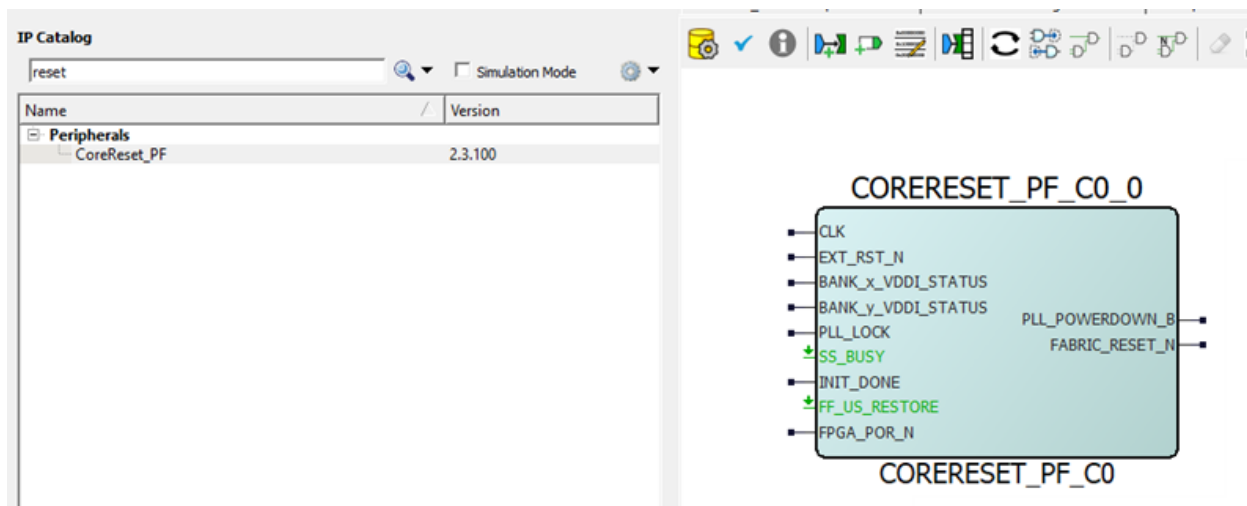 IP Catalog
reset
Simulation Mode
Name Version
Peripherals
CoreReset_PF 2.3.100
CORERESET_PF_C0_0
CLK
EXT_RST_N
BANK_x_VDDI_STATUS
BANK_y_VDDI_STATUS
PLL_LOCK
SS_BUSY
INIT_DONE
FF_US_RESTORE
FPGA_POR_N
PLL_POWERDOWN_B
FABRIC_RESET_N
CORERESET_PF_C0